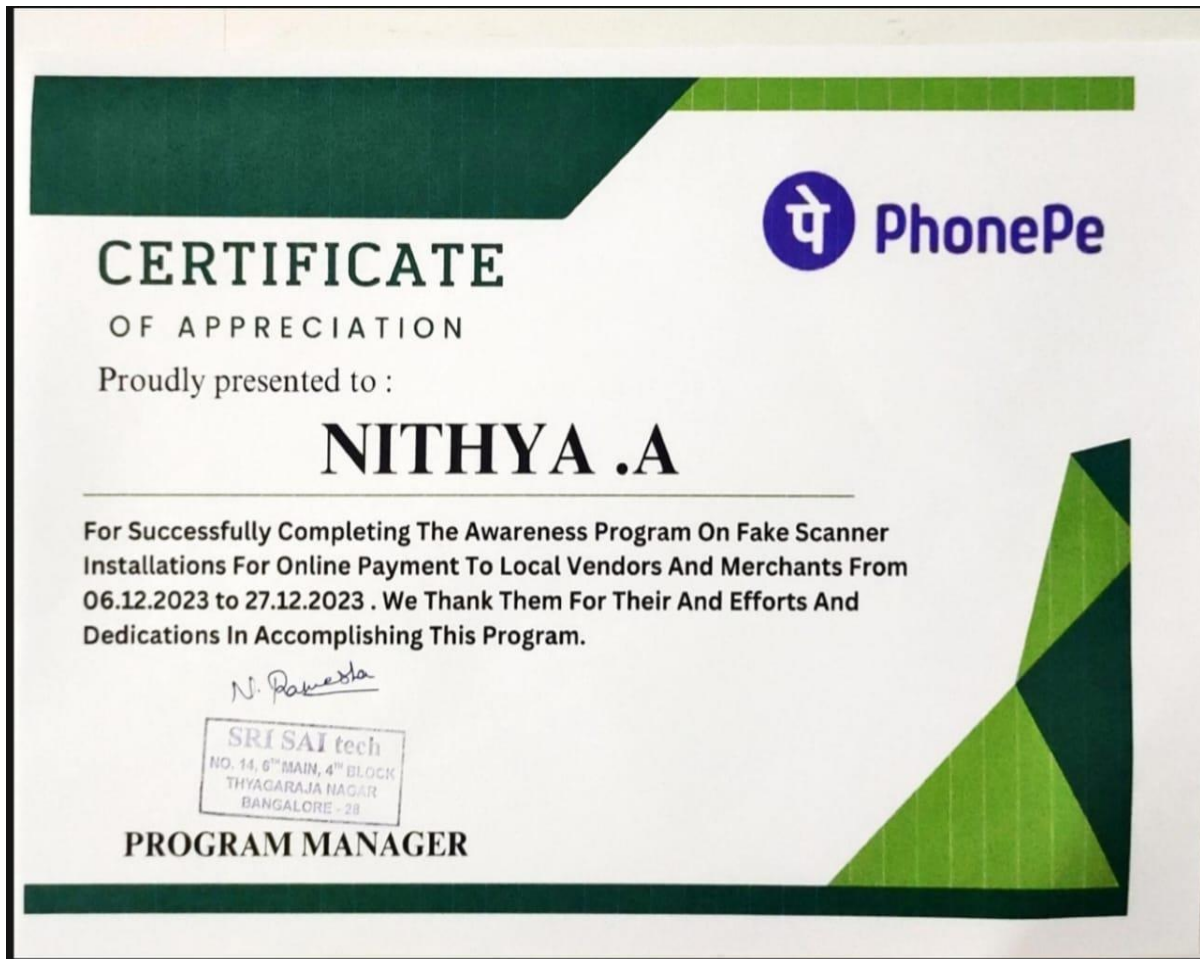 पे PhonePe
CERTIFICATE
OF APPRECIATION
Proudly presented to :
NITHYA .A
For Successfully Completing The Awareness Program On Fake Scanner
Installations For Online Payment To Local Vendors And Merchants From
06.12.2023 to 27.12.2023 . We Thank Them For Their And Efforts And
Dedications In Accomplishing This Program.
N. Ramesha
SRI SAI tech
NO. 14, 6TH MAIN, 4TH BLOCK
THYAGARAJA NAGAR
BANGALORE - 28
PROGRAM MANAGER